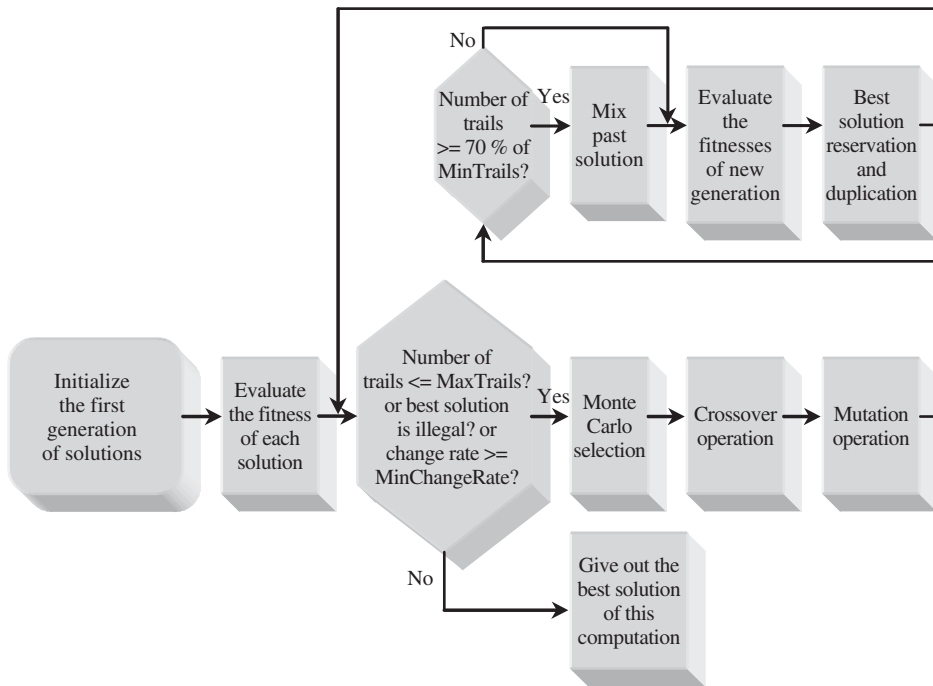 No
Number of
trails
>= 70 % of
MinTrails?
Yes
Mix
past
solution
Evaluate
the
fitnesses
of new
generation
Best
solution
reservation
and
duplication
Initialize
the first
generation
of solutions
Evaluate
the fitness
of each
solution
Number of
trails <= MaxTrails?
or best solution
is illegal? or
change rate >=
MinChangeRate?
Yes
Monte
Carlo
selection
Crossover
operation
Mutation
operation
No
Give out the
best solution
of this
computation